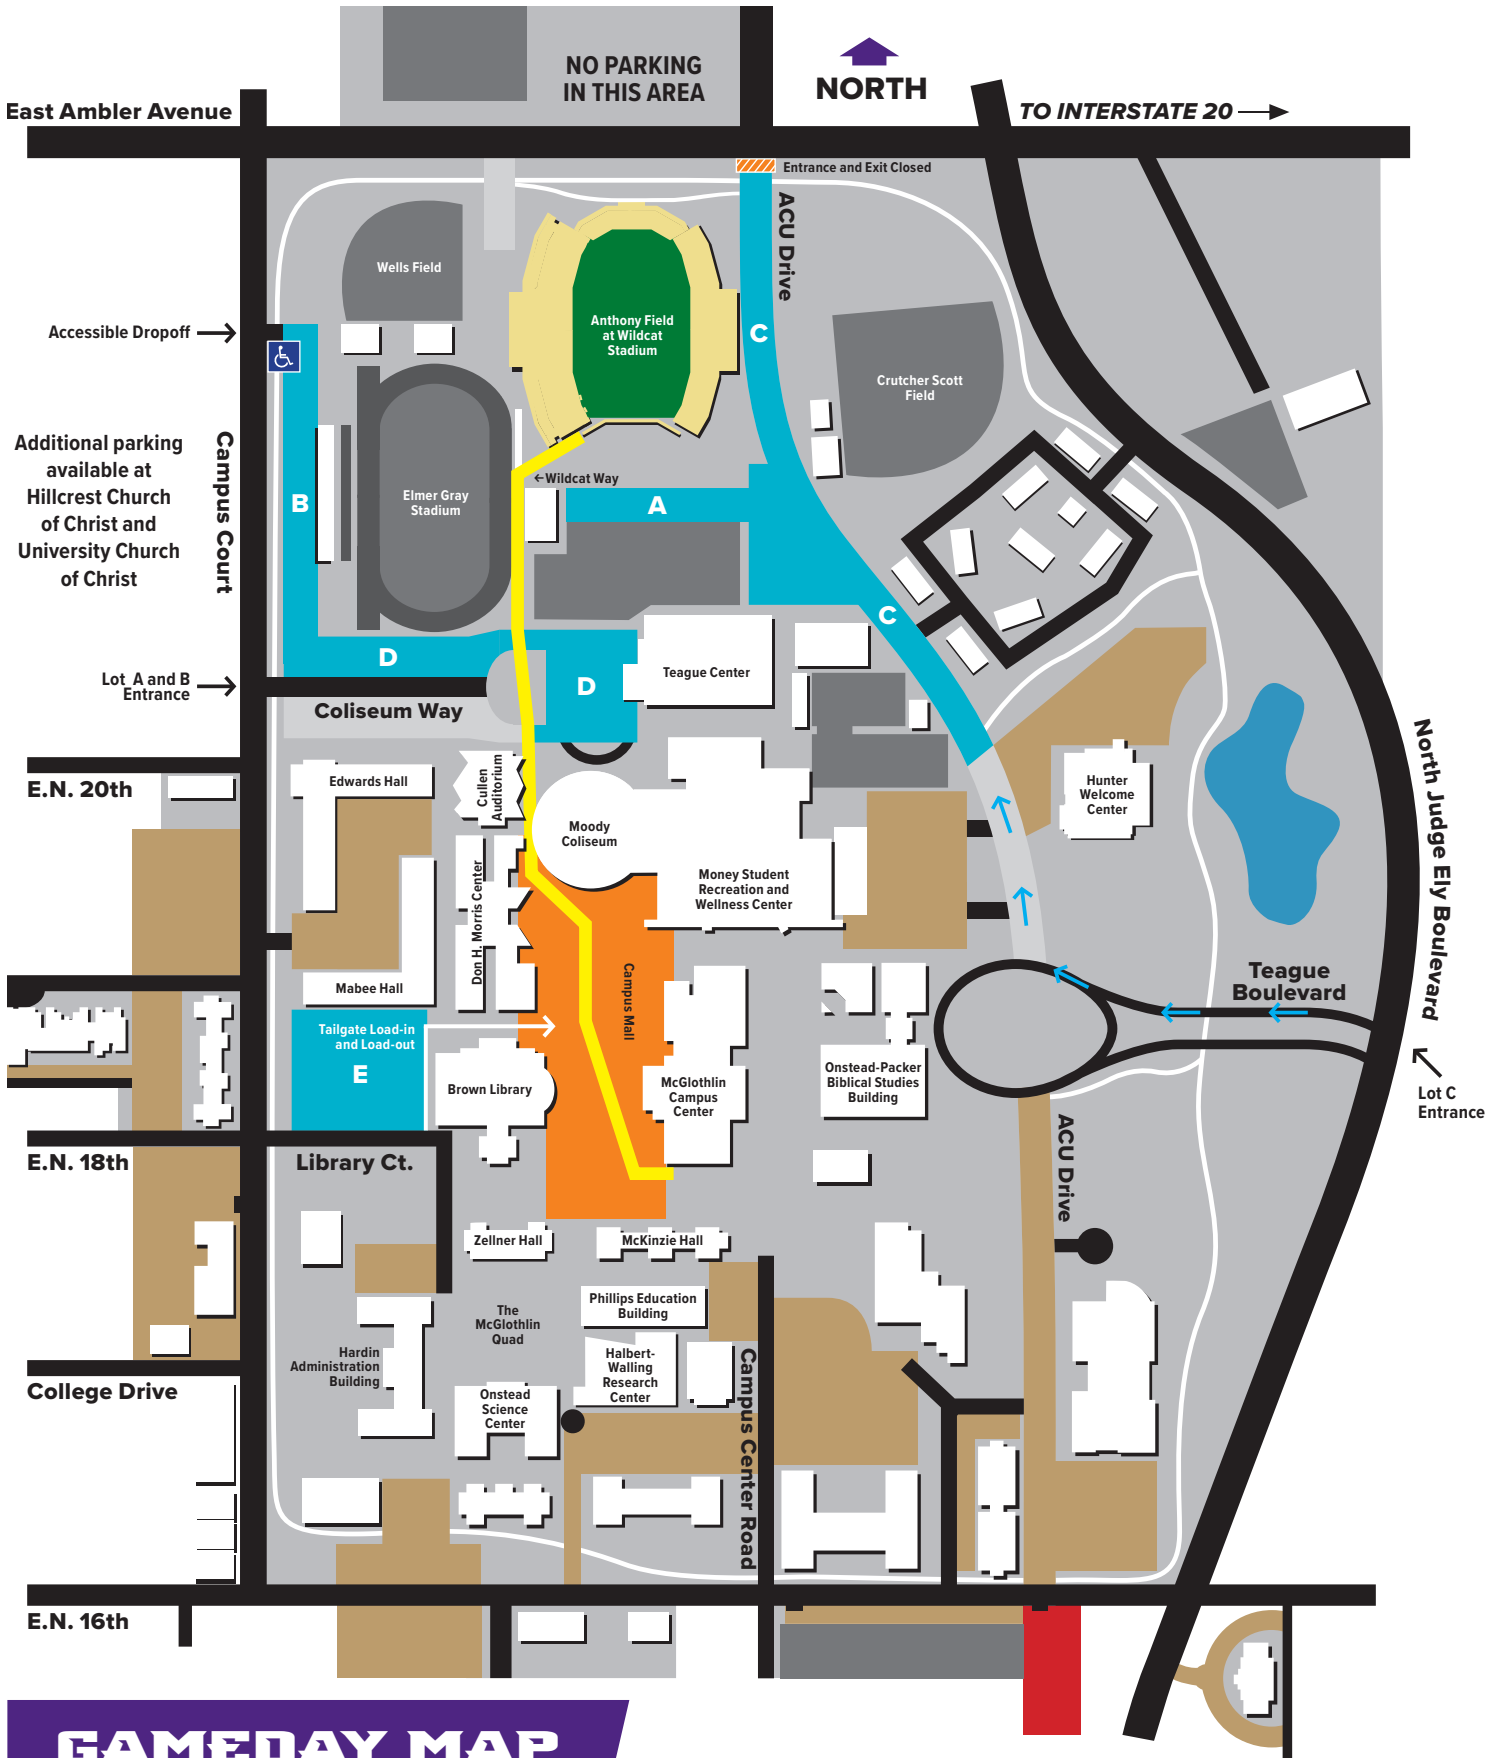 NO PARKING
IN THIS AREA
NORTH
East Ambler Avenue
TO INTERSTATE 20
Entrance and Exit Closed
ACU Drive
Wells Field
Accessible Dropoff
Anthony Field
at Wildcat
Stadium
C
Crutcher Scott
Field
Additional parking
available at
Hillcrest Church
of Christ and
University Church
of Christ
Campus Court
B
Elmer Gray
Stadium
Wildcat Way
A
C
D
D
Teague Center
Lot A and B
Entrance
Coliseum Way
E.N. 20th
Edwards Hall
Cullen
Auditorium
Moody
Coliseum
Hunter
Welcome
Center
North Judge Ely Boulevard
Money Student
Recreation and
Wellness Center
Don H. Morris Center
Campus Mall
Mabee Hall
Teague
Boulevard
Tailgate Load-in
and Load-out
E
Brown Library
McGlothlin
Campus
Center
Onstead-Packer
Biblical Studies
Building
Lot C
Entrance
E.N. 18th
Library Ct.
ACU Drive
Zellner Hall
McKinzie Hall
Phillips Education
Building
The
McGlothlin
Quad
Hardin
Administration
Building
Halbert-
Walling
Research
Center
Campus Center Road
College Drive
Onstead
Science
Center
E.N. 16th
GAMEDAY MAP